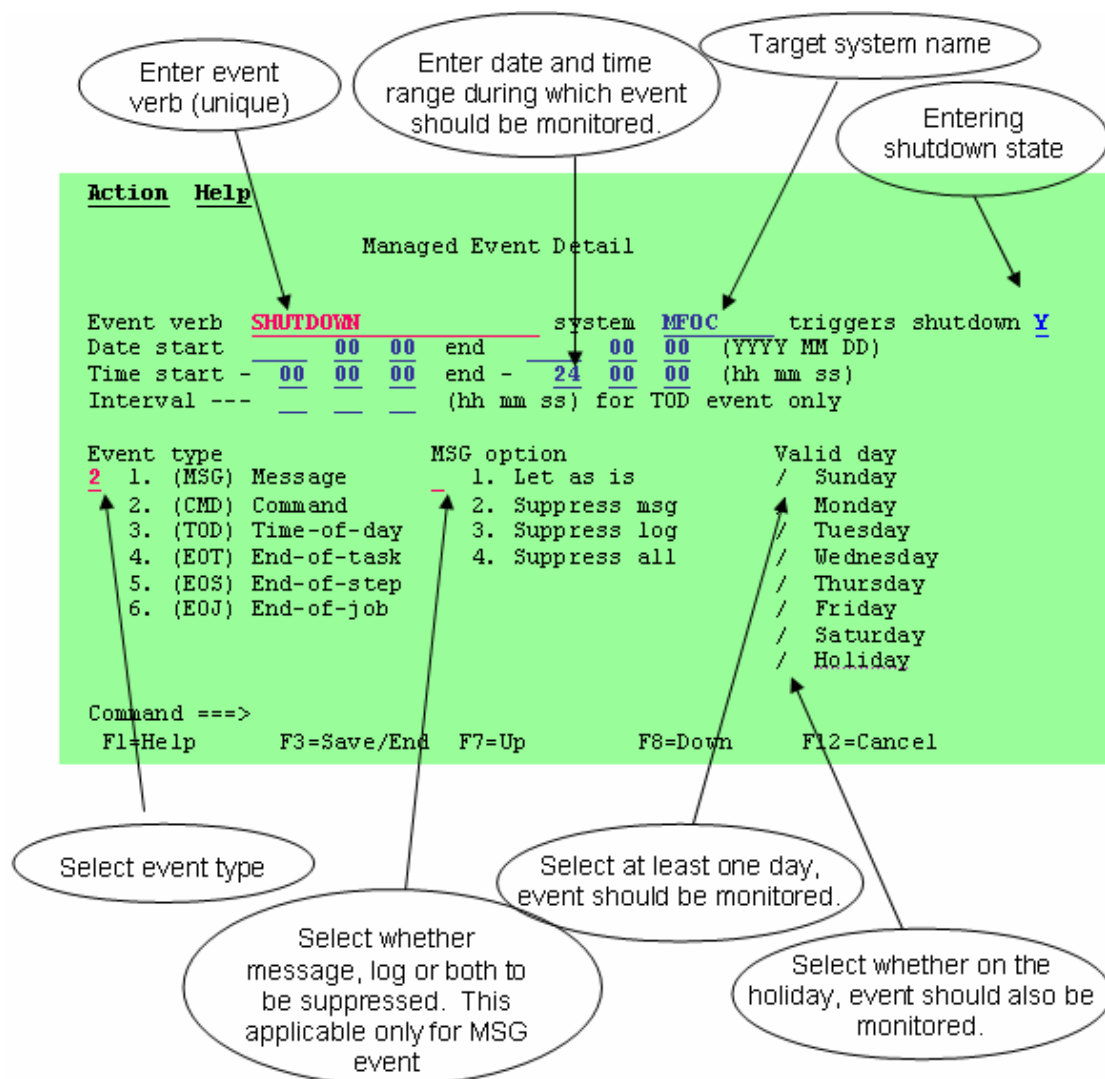 Enter event
verb (unique)
Enter date and time
range during which event
should be monitored.
Target system name
Entering
shutdown state
Action Help
Managed Event Detail
Event verb SHUTDOWN system MFOC triggers shutdown Y
Date start 00 00 end 00 00 (YYYY MM DD)
Time start - 00 00 00 end - 24 00 00 (hh mm ss)
Interval --- (hh mm ss) for TOD event only
Event type MSG option Valid day
2 1. (MSG) Message 1. Let as is / Sunday
2. (CMD) Command 2. Suppress msg / Monday
3. (TOD) Time-of-day 3. Suppress log / Tuesday
4. (EOT) End-of-task 4. Suppress all / Wednesday
5. (EOS) End-of-step / Thursday
6. (EOJ) End-of-job / Friday
/ Saturday
/ Holiday
Command ===>
F1=Help F3=Save/End F7=Up F8=Down F12=Cancel
Select event type
Select at least one day,
event should be monitored.
Select whether
message, log or both to
be suppressed. This
applicable only for MSG
event
Select whether on the
holiday, event should also be
monitored.